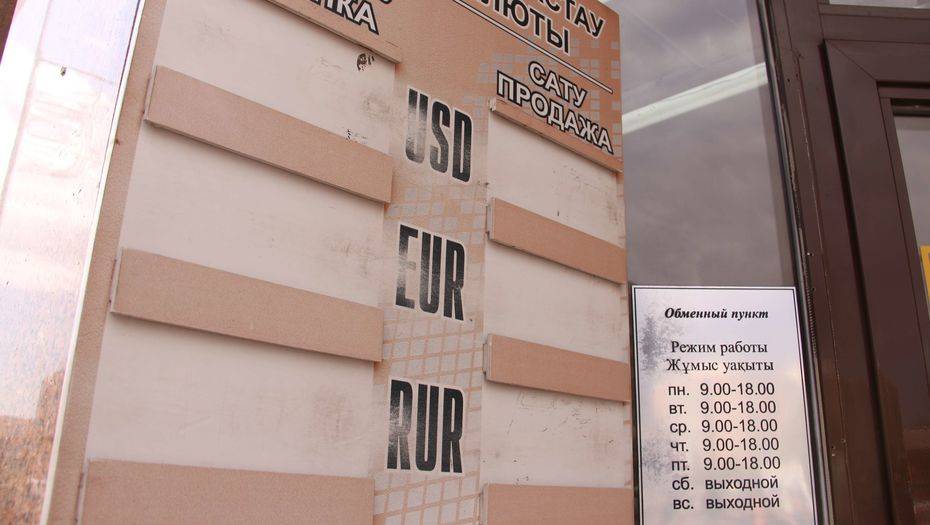 СТАУ
ЛЮТЫ
САТУ
ПРОДАЖА
USD
EUR
RUR
Обменный пункт
Режим работы
Жұмыс уақыты
пн. 9.00-18.00
вт. 9.00-18.00
ср. 9.00-18.00
чт. 9.00-18.00
пт. 9.00-18.00
сб. выходной
вс. выходной